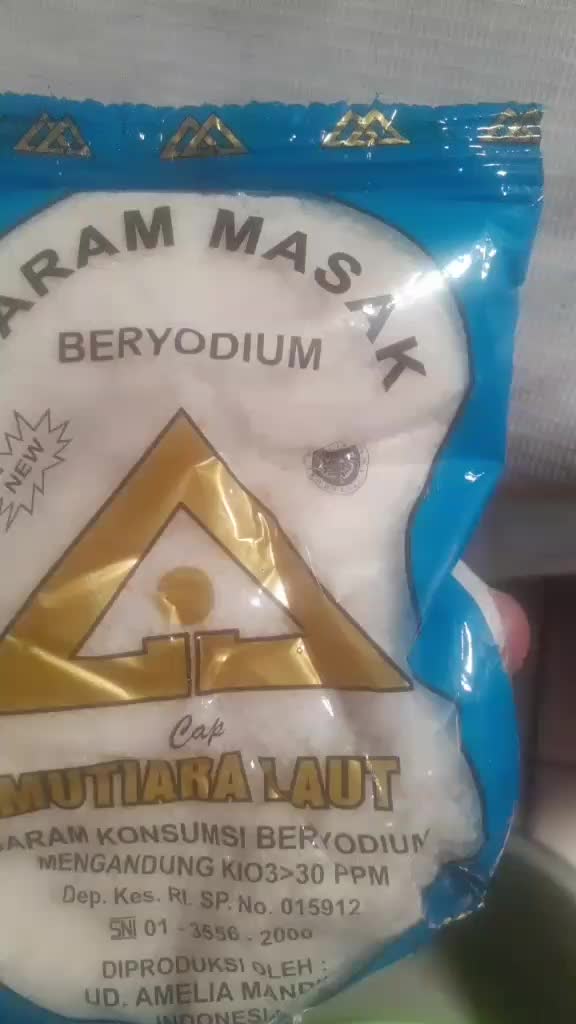 ARAM MASAK
BERYODIUM
NEW
Cap
MUTIARA LAUT
GARAM KONSUMSI BERYODIUM
MENGANDUNG KIO3>30 PPM
Dep. Kes. RI. SP. No. 015912
SNI 01 - 3556 - 2000
DIPRODUKSI OLEH :
UD. AMELIA MAND
INDONESIA